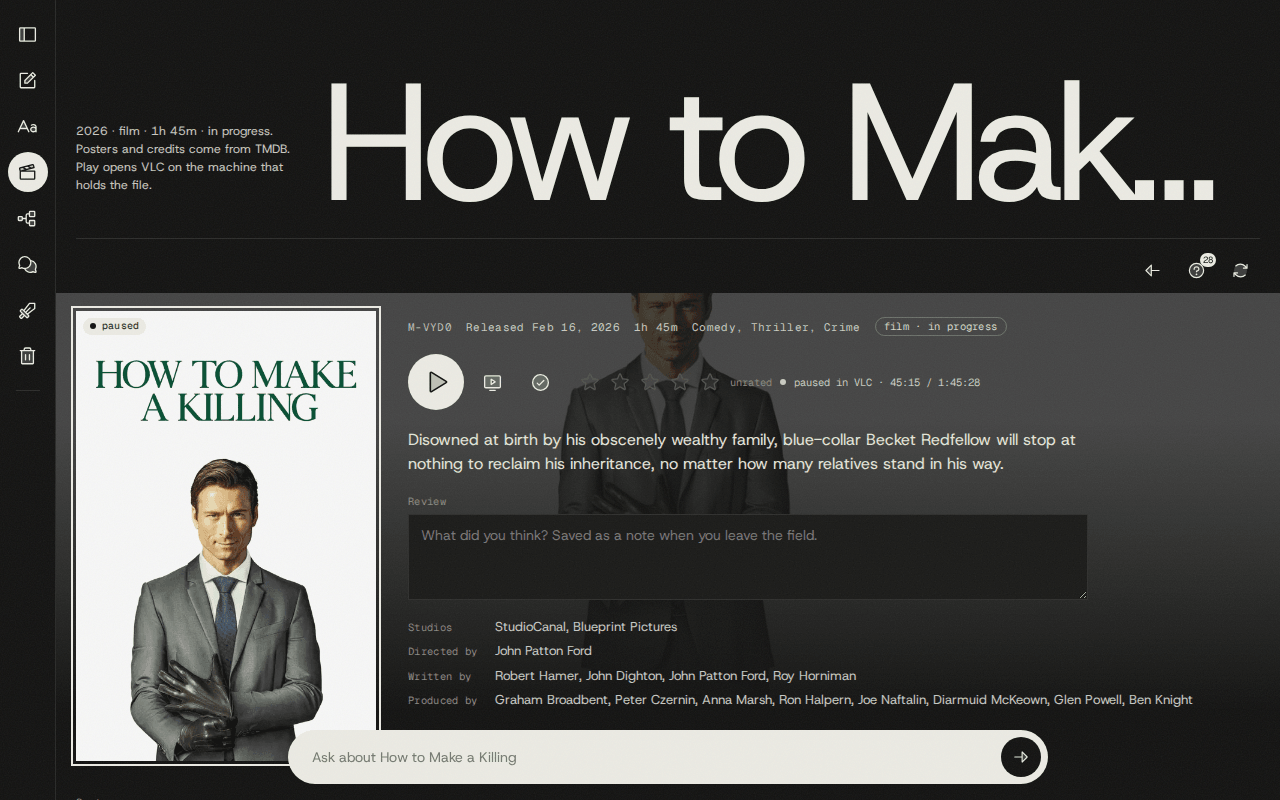 Aa
2026 · film · 1h 45m · in progress.
Posters and credits come from TMDB.
Play opens VLC on the machine that
holds the file.
How to Mak...
28
paused
HOW TO MAKE
A KILLING
M-VYD0 Released Feb 16, 2026 1h 45m Comedy, Thriller, Crime film · in progress
unrated paused in VLC · 45:15 / 1:45:28
Disowned at birth by his obscenely wealthy family, blue-collar Becket Redfellow will stop at
nothing to reclaim his inheritance, no matter how many relatives stand in his way.
Review
What did you think? Saved as a note when you leave the field.
Studios StudioCanal, Blueprint Pictures
Directed by John Patton Ford
Written by Robert Hamer, John Dighton, John Patton Ford, Roy Horniman
Produced by Graham Broadbent, Peter Czernin, Anna Marsh, Ron Halpern, Joe Naftalin, Diarmuid McKeown, Glen Powell, Ben Knight
Ask about How to Make a Killing